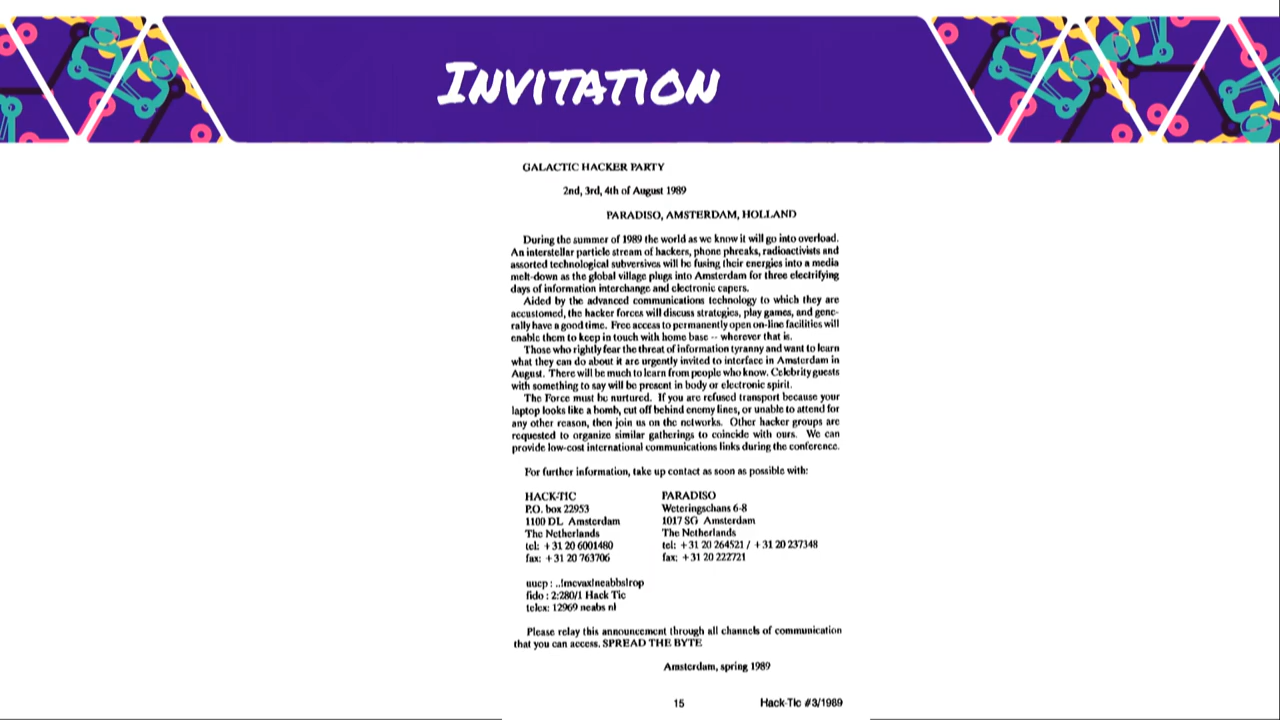 INVITATION
GALACTIC HACKER PARTY
2nd, 3rd, 4th of August 1989
PARADISO, AMSTERDAM, HOLLAND
During the summer of 1989 the world as we know it will go into overload.
An interstellar particle stream of hackers, phone phreaks, radioactivists and
assorted technological subversives will be fusing their energies into a media
melt-down as the global village plugs into Amsterdam for three electrifying
days of information interchange and electronic capers.
Aided by the advanced communications technology to which they are
accustomed, the hacker forces will discuss strategies, play games, and gene-
rally have a good time. Free access to permanently open on-line facilities will
enable them to keep in touch with home base -- wherever that is.
Those who rightly fear the threat of information tyranny and want to learn
what they can do about it are urgently invited to interface in Amsterdam in
August. There will be much to learn from people who know. Celebrity guests
with something to say will be present in body or electronic spirit.
The Force must be nurtured. If you are refused transport because your
laptop looks like a bomb, cut off behind enemy lines, or unable to attend for
any other reason, then join us on the networks. Other hacker groups are
requested to organize similar gatherings to coincide with ours. We can
provide low-cost international communications links during the conference.
For further information, take up contact as soon as possible with:
HACK-TIC
P.O. box 22953
1100 DL Amsterdam
The Netherlands
tel: +31 20 6001480
fax: +31 20 763706
PARADISO
Weteringschans 6-8
1017 SG Amsterdam
The Netherlands
tel: +31 20 264521 / +31 20 237348
fax: +31 20 222721
uucp : ..!mcvax!neabbs!rop
fido : 2:280/1 Hack Tic
telex: 12969 neabs nl
Please relay this announcement through all channels of communication
that you can access. SPREAD THE BYTE
Amsterdam, spring 1989
15
Hack-Tic #3/1989